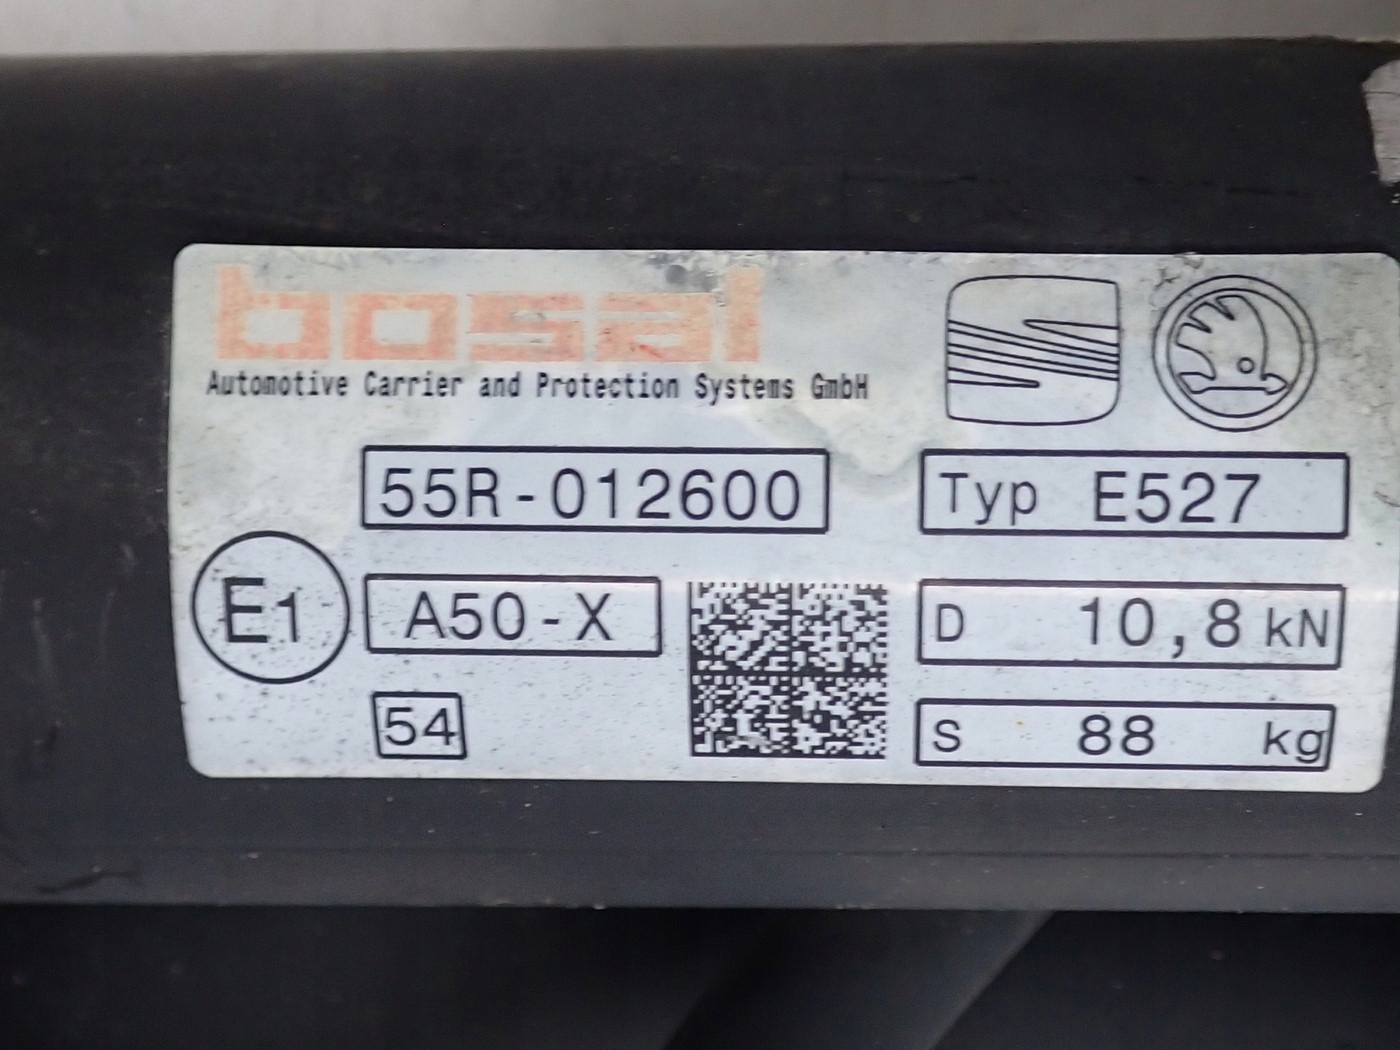 bosal
Automotive Carrier and Protection Systems GmbH
55R-012600
Typ E527
E1
A50-X
D 10,8 kN
54
S 88 kg